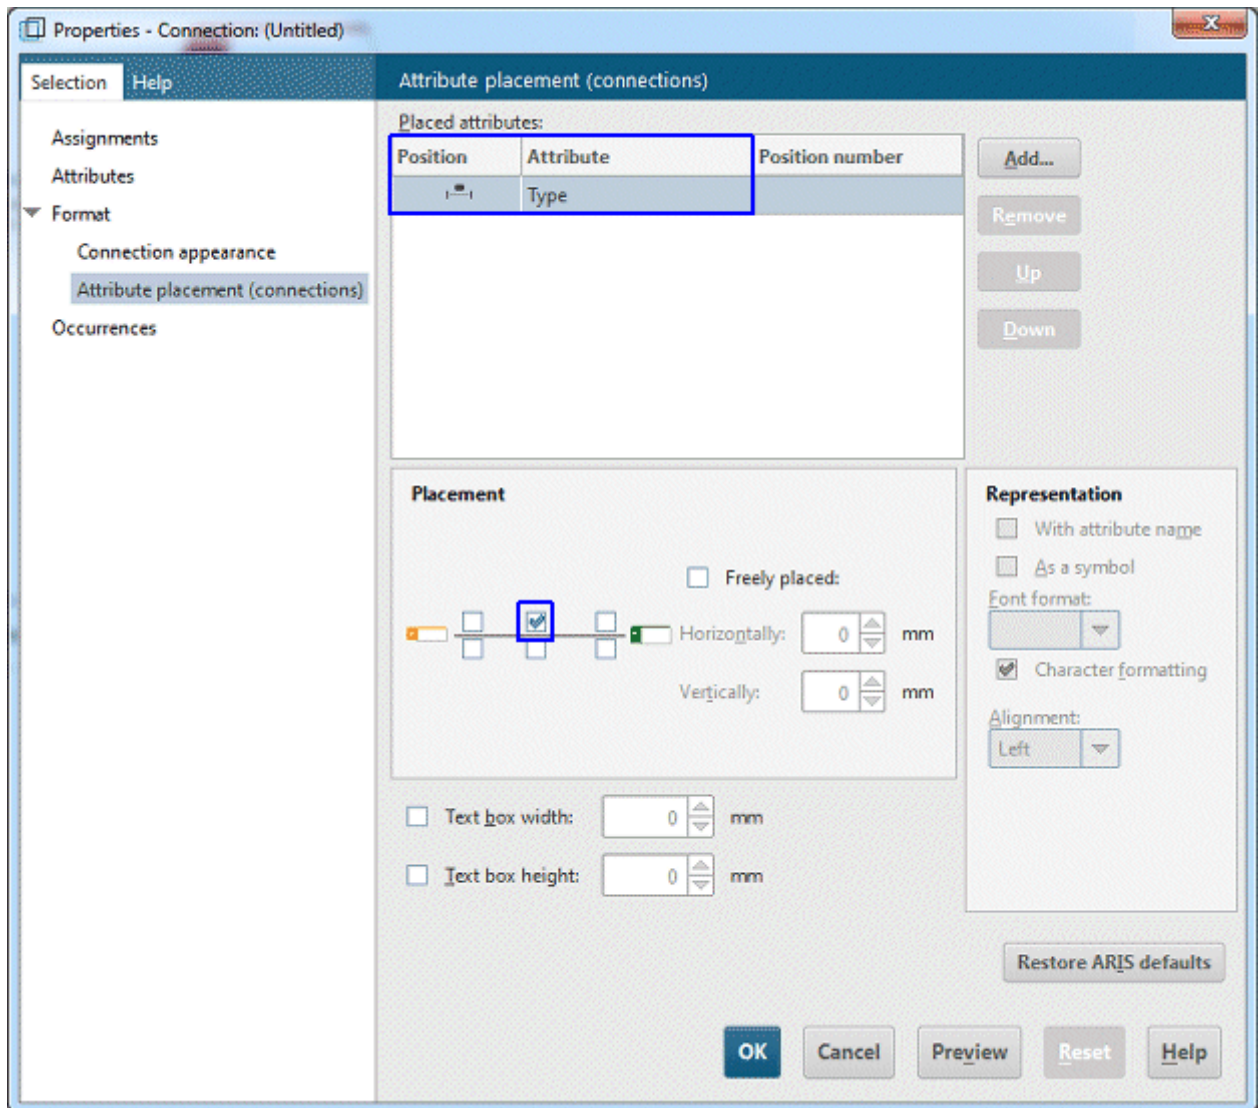 Properties - Connection: (Untitled)
Selection Help
Attribute placement (connections)
Assignments
Attributes
Format
Connection appearance
Attribute placement (connections)
Occurrences
Placed attributes:
Position Attribute Position number
Type
Add...
Remove
Up
Down
Placement
Freely placed:
Horizontally: 0 mm
Vertically: 0 mm
Representation
With attribute name
As a symbol
Font format:
Character formatting
Alignment:
Left
Text box width: 0 mm
Text box height: 0 mm
Restore ARIS defaults
OK Cancel Preview Reset Help